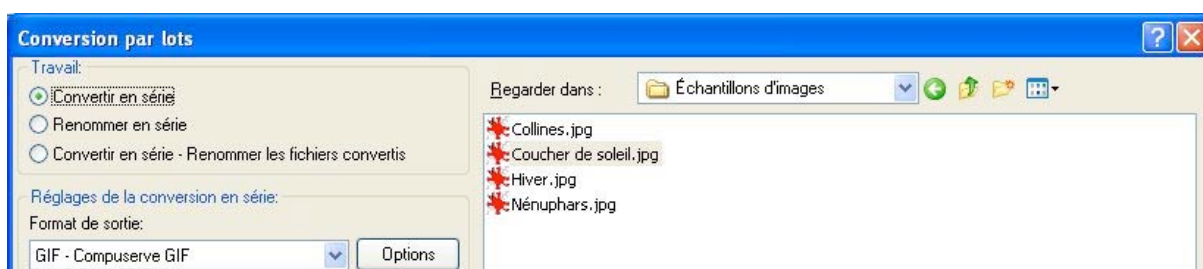 Conversion par lots
Travail:
Convertir en série
Renommer en série
Convertir en série - Renommer les fichiers convertis
Réglages de la conversion en série:
Format de sortie:
GIF - Compuserve GIF
Options
Regarder dans :
Échantillons d'images
Collines.jpg
Coucher de soleil.jpg
Hiver.jpg
Nénuphars.jpg